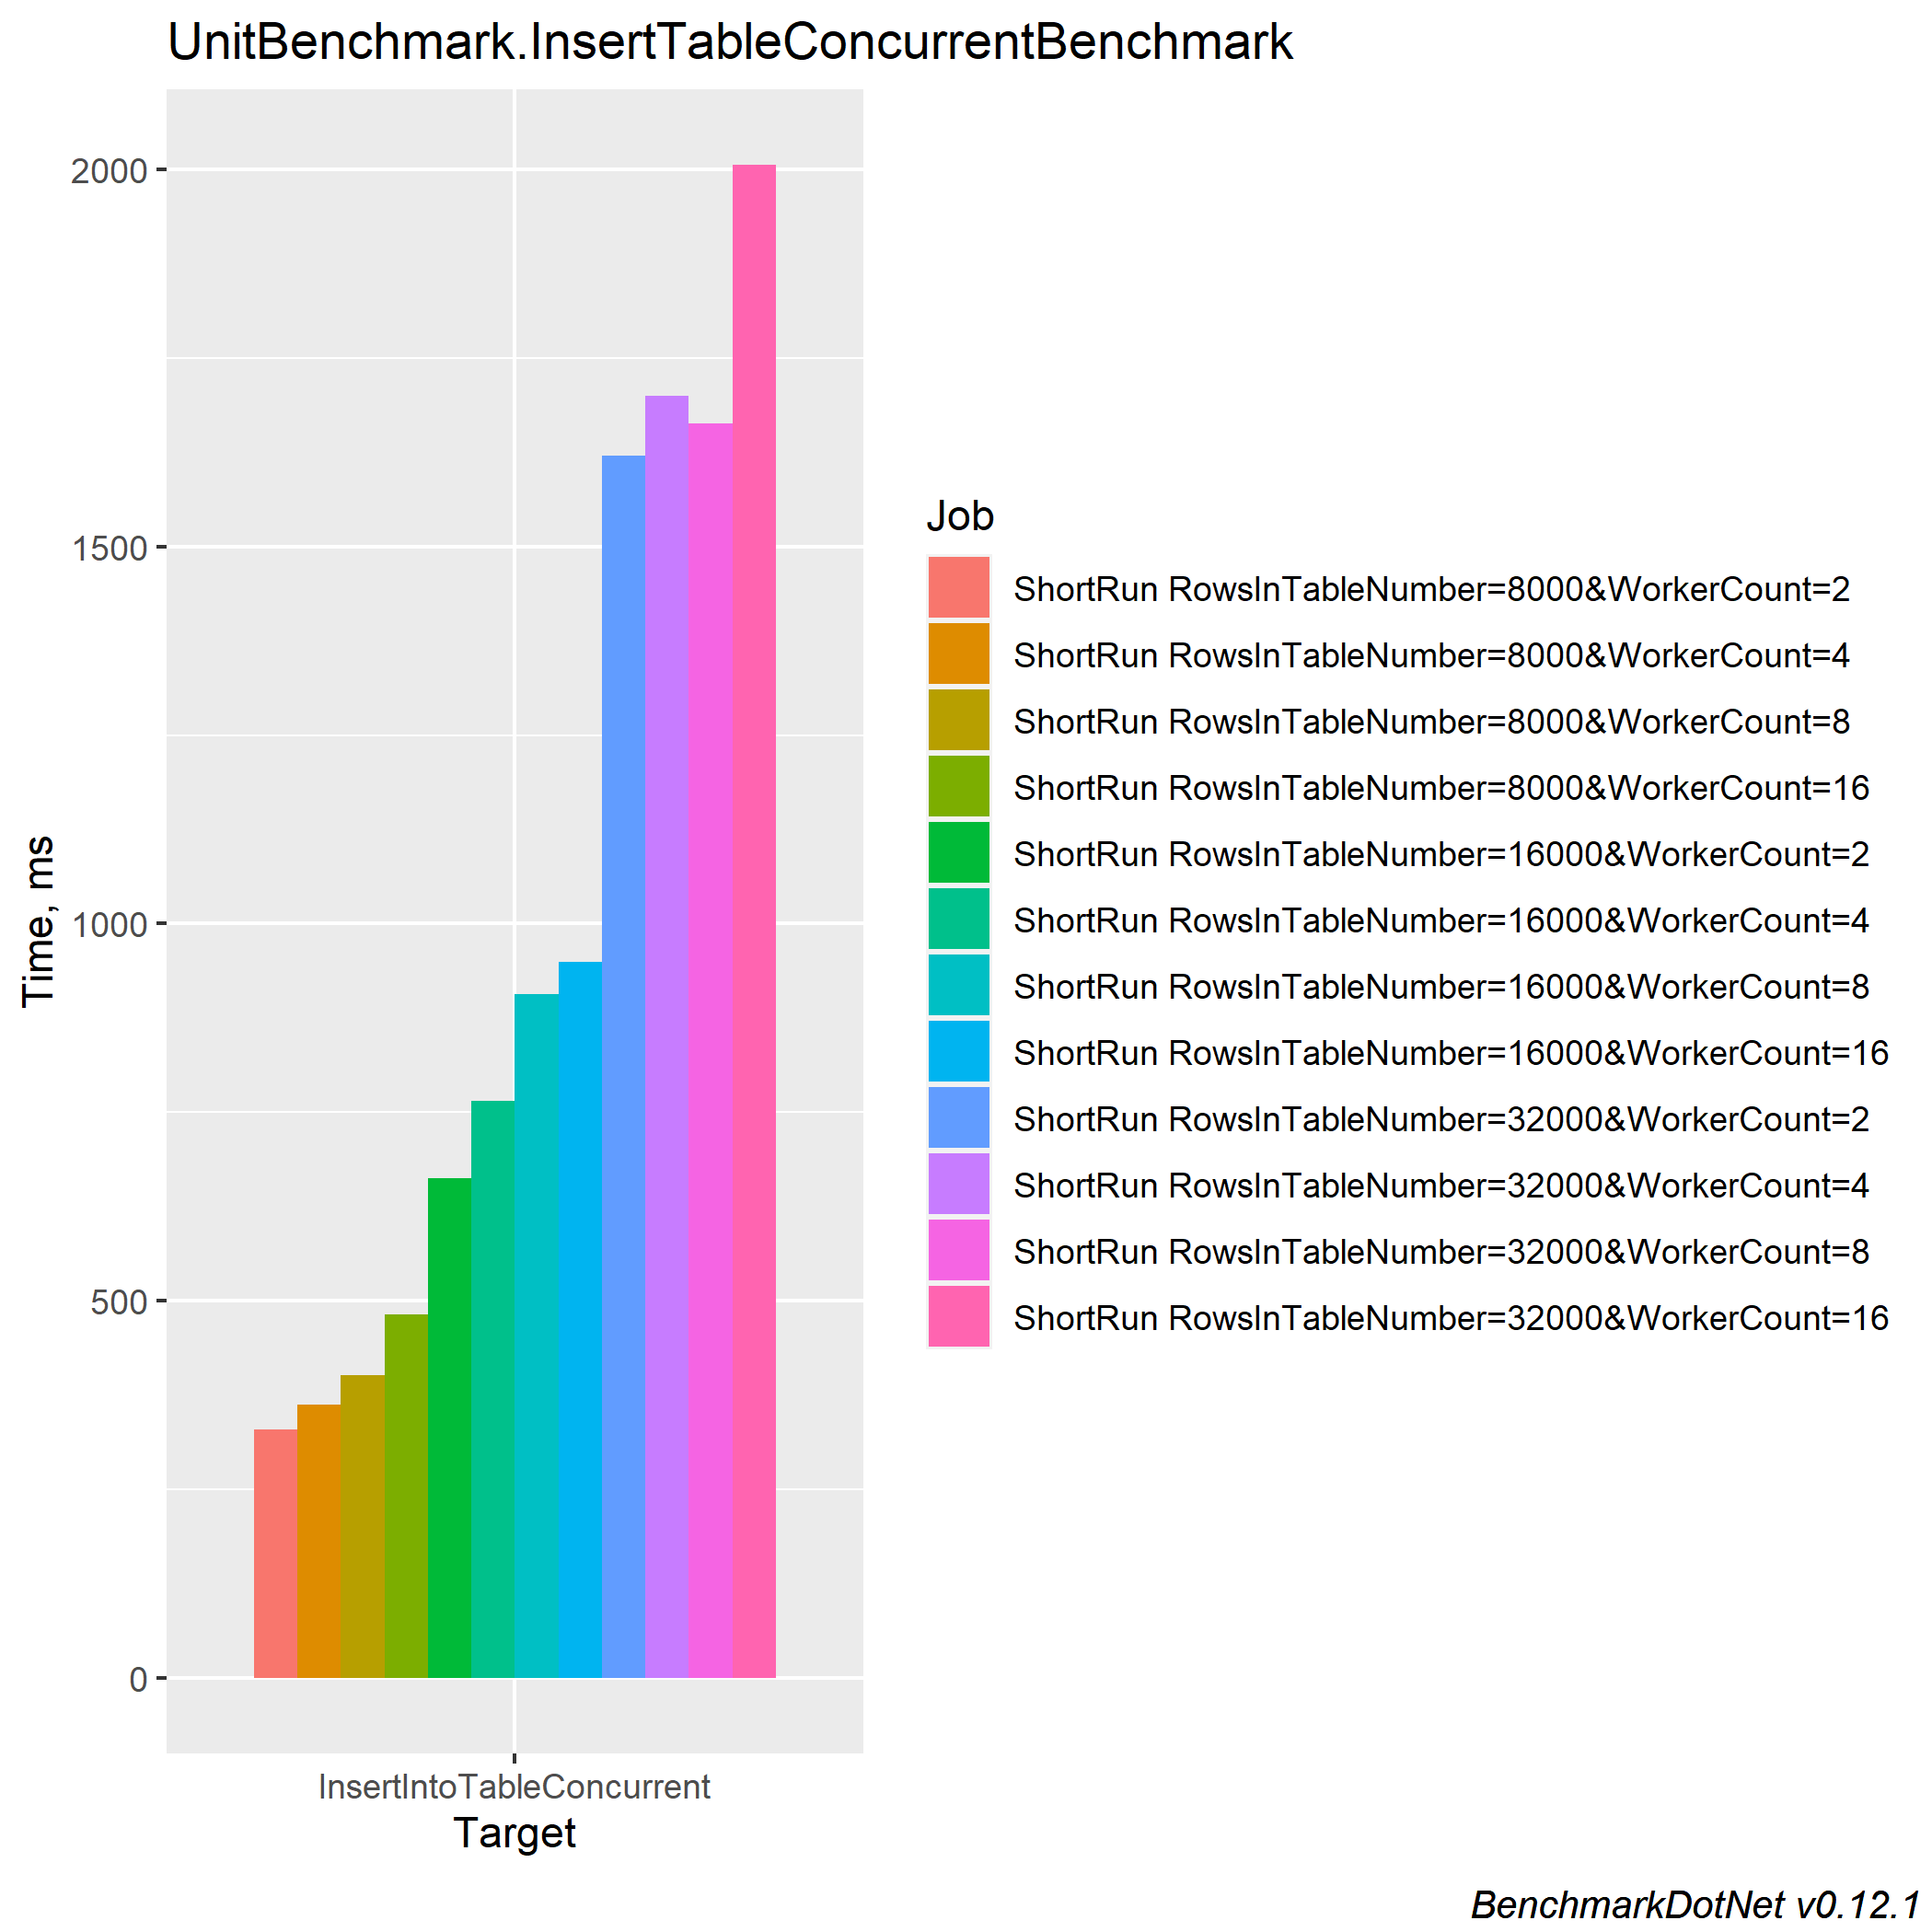 UnitBenchmark.InsertTableConcurrentBenchmark
2000
1500
1000
500
0
Time, ms
InsertIntoTableConcurrent
Target
Job
ShortRun RowsInTableNumber=8000&WorkerCount=2
ShortRun RowsInTableNumber=8000&WorkerCount=4
ShortRun RowsInTableNumber=8000&WorkerCount=8
ShortRun RowsInTableNumber=8000&WorkerCount=16
ShortRun RowsInTableNumber=16000&WorkerCount=2
ShortRun RowsInTableNumber=16000&WorkerCount=4
ShortRun RowsInTableNumber=16000&WorkerCount=8
ShortRun RowsInTableNumber=16000&WorkerCount=16
ShortRun RowsInTableNumber=32000&WorkerCount=2
ShortRun RowsInTableNumber=32000&WorkerCount=4
ShortRun RowsInTableNumber=32000&WorkerCount=8
ShortRun RowsInTableNumber=32000&WorkerCount=16
BenchmarkDotNet v0.12.1